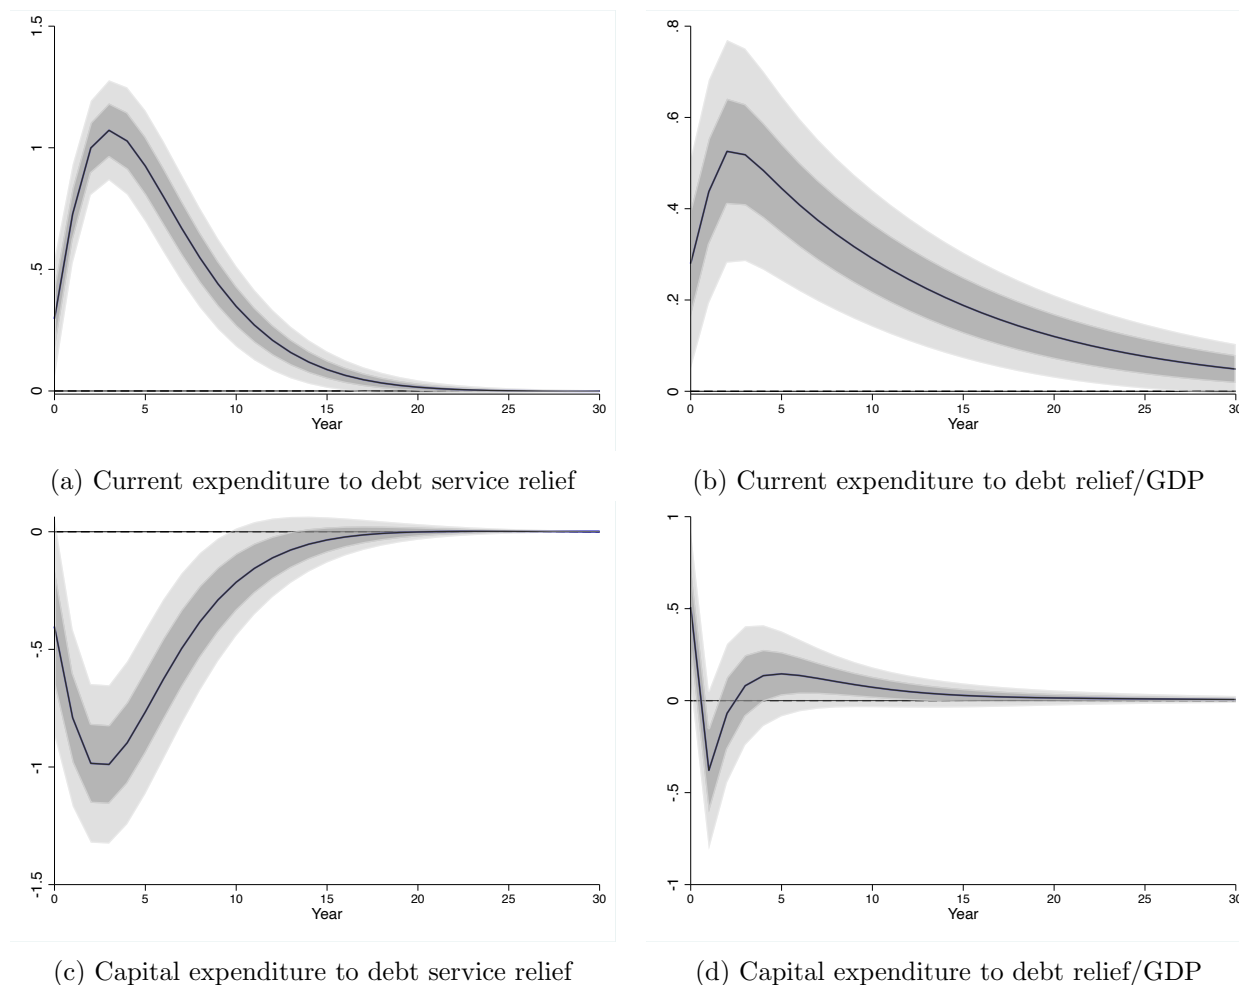 1.5
1
.5
0
0 5 10 15 20 25 30
Year
(a) Current expenditure to debt service relief
.8
.6
.4
.2
0
0 5 10 15 20 25 30
Year
(b) Current expenditure to debt relief/GDP
0
-.5
-1
-1.5
0 5 10 15 20 25 30
Year
(c) Capital expenditure to debt service relief
1
.5
0
-.5
-1
0 5 10 15 20 25 30
Year
(d) Capital expenditure to debt relief/GDP